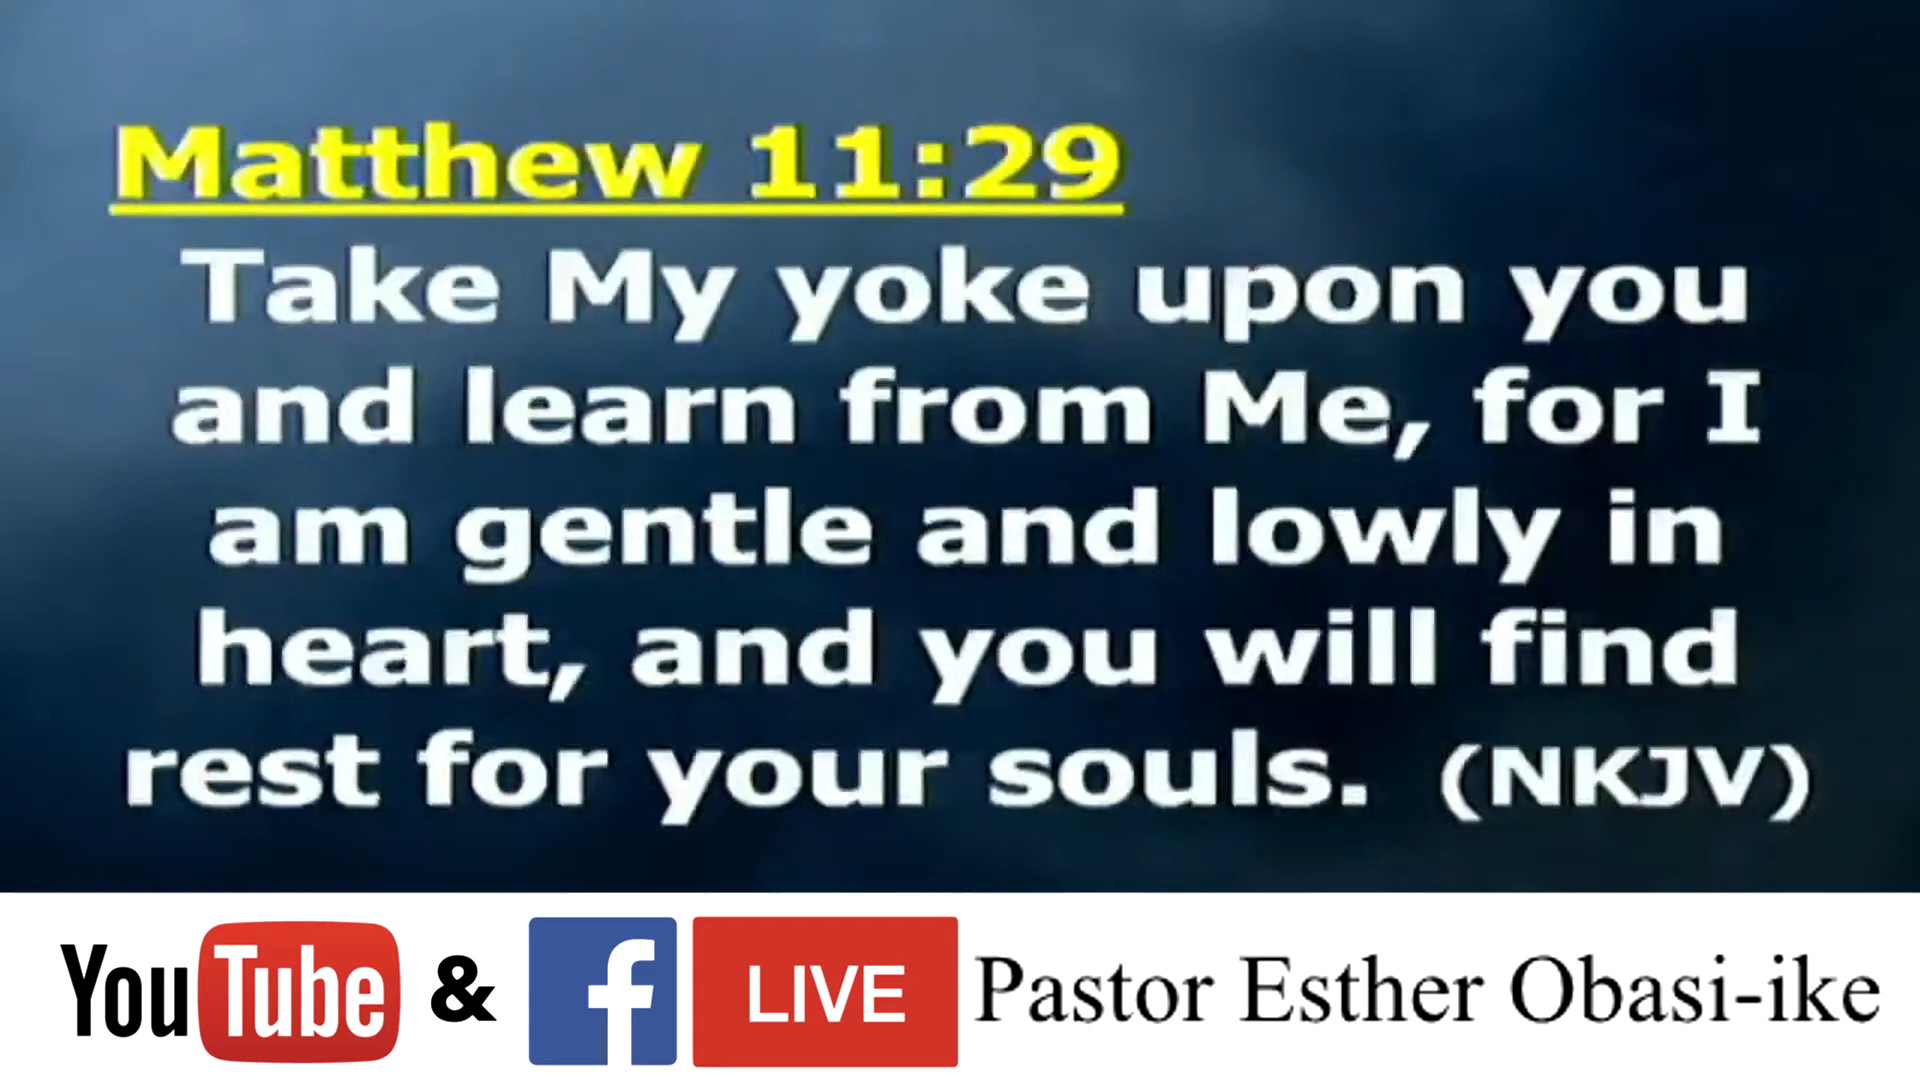 Matthew 11:29
Take My yoke upon you
and learn from Me, for I
am gentle and lowly in
heart, and you will find
rest for your souls. (NKJV)
YouTube & f LIVE Pastor Esther Obasi-ike